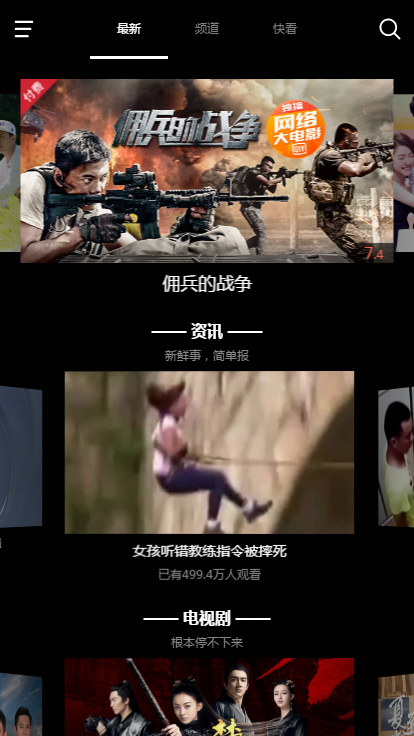 最新 频道 快看
付费
佣兵的战争
独播
网络
大电影
7.4
佣兵的战争
资讯
新鲜事，简单报
女孩听错教练指令被摔死
已有499.4万人观看
电视剧
根本停不下来